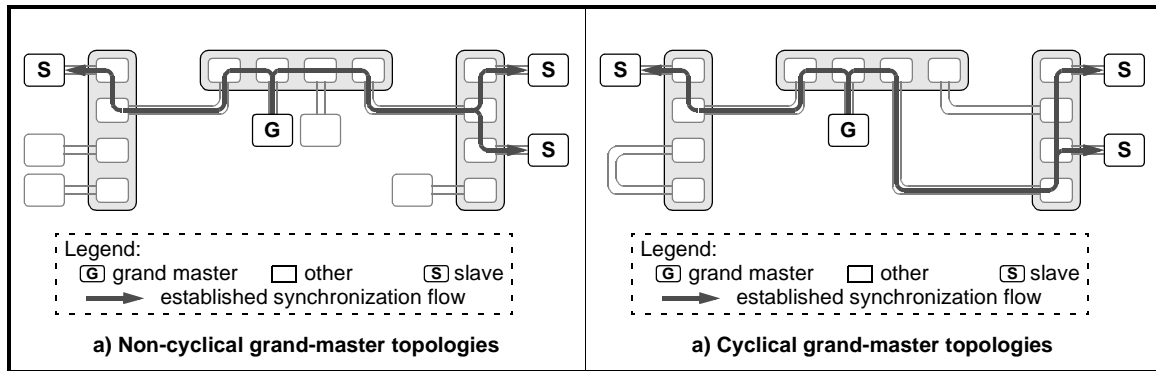 S
S
G
S
Legend:
G grand master other S slave
established synchronization flow
a) Non-cyclical grand-master topologies
S
S
G
S
Legend:
G grand master other S slave
established synchronization flow
a) Cyclical grand-master topologies